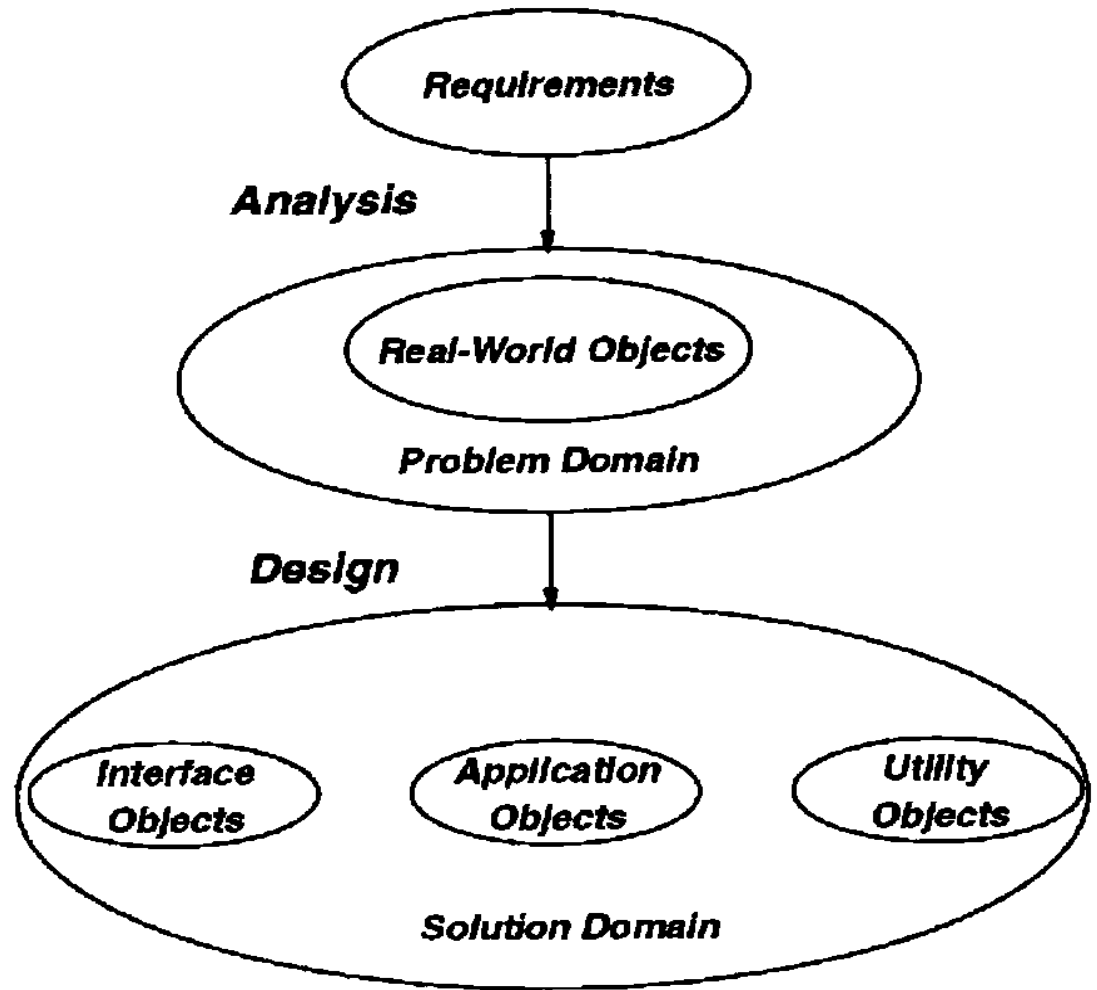 Requirements
Analysis
Real-World Objects
Problem Domain
Design
Interface
Objects
Application
Objects
Utility
Objects
Solution Domain